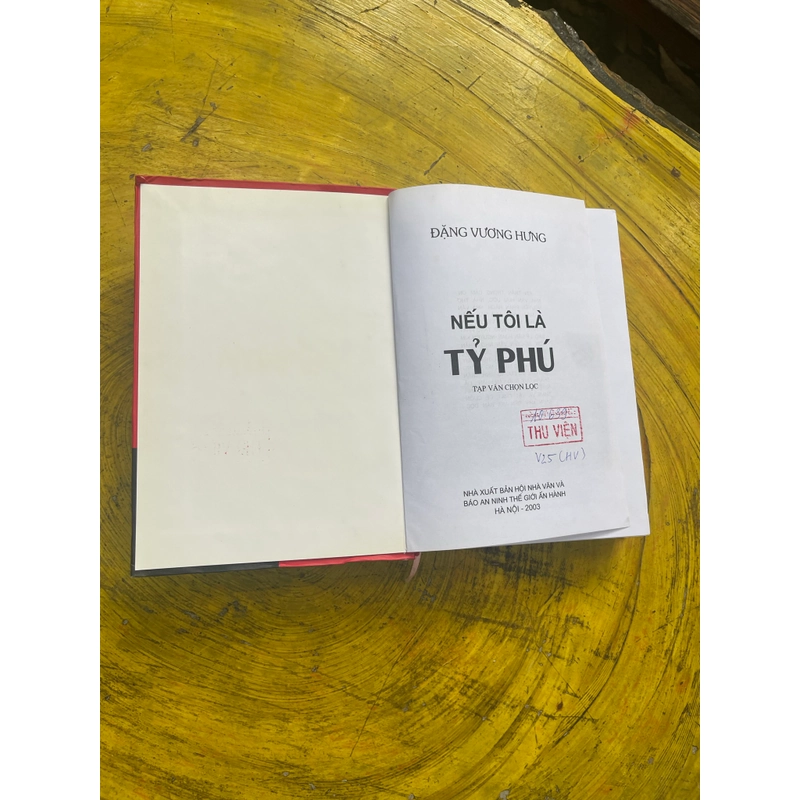 ĐẶNG VƯƠNG HƯNG
NẾU TÔI LÀ
TỶ PHÚ
TẠP VĂN CHỌN LỌC
THƯ VIỆN
V25 (HV)
NHÀ XUẤT BẢN HỘI NHÀ VĂN VÀ
BÁO AN NINH THẾ GIỚI ẤN HÀNH
HÀ NỘI - 2003